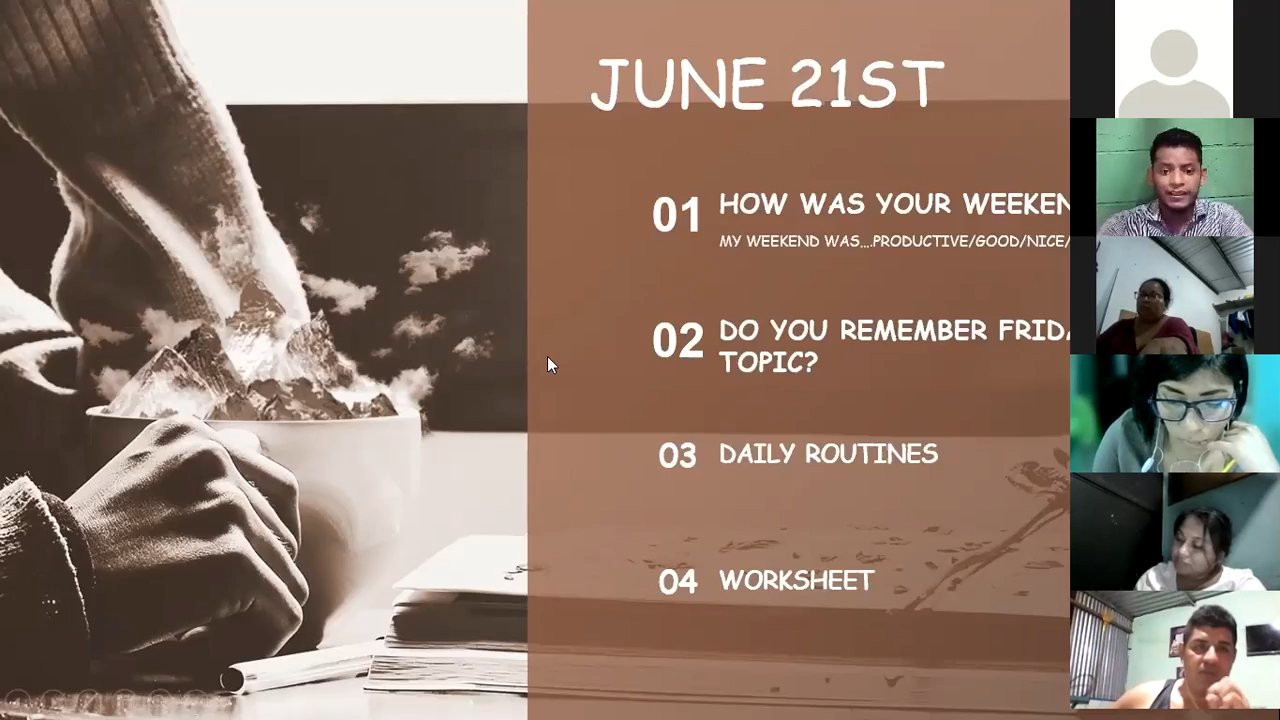 JUNE 21ST
01 HOW WAS YOUR WEEKEN
MY WEEKEND WAS...PRODUCTIVE/GOOD/NICE/
02 DO YOU REMEMBER FRIDA
TOPIC?
03 DAILY ROUTINES
04 WORKSHEET